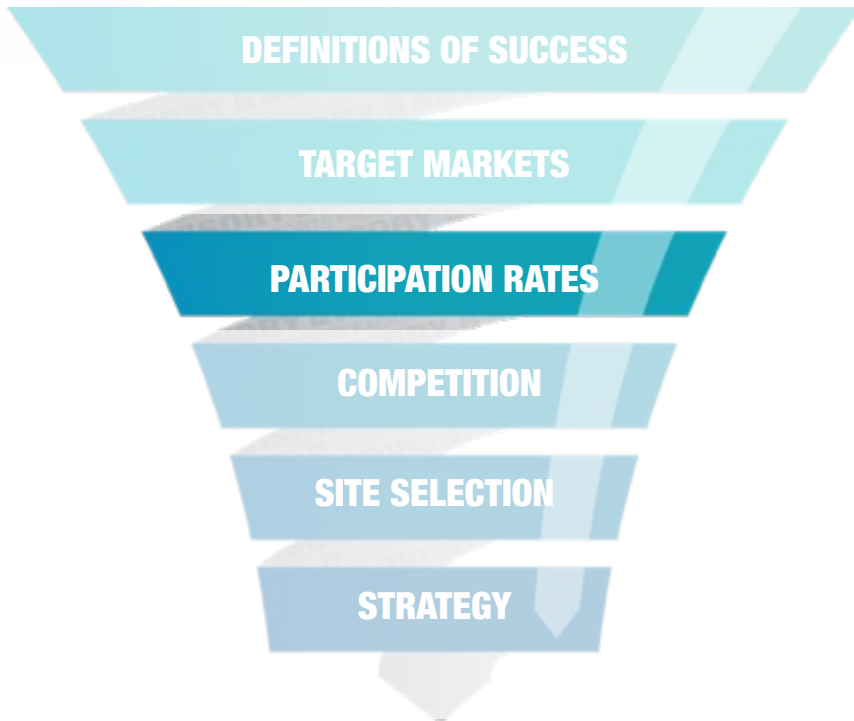 DEFINITIONS OF SUCCESS
TARGET MARKETS
PARTICIPATION RATES
COMPETITION
SITE SELECTION
STRATEGY